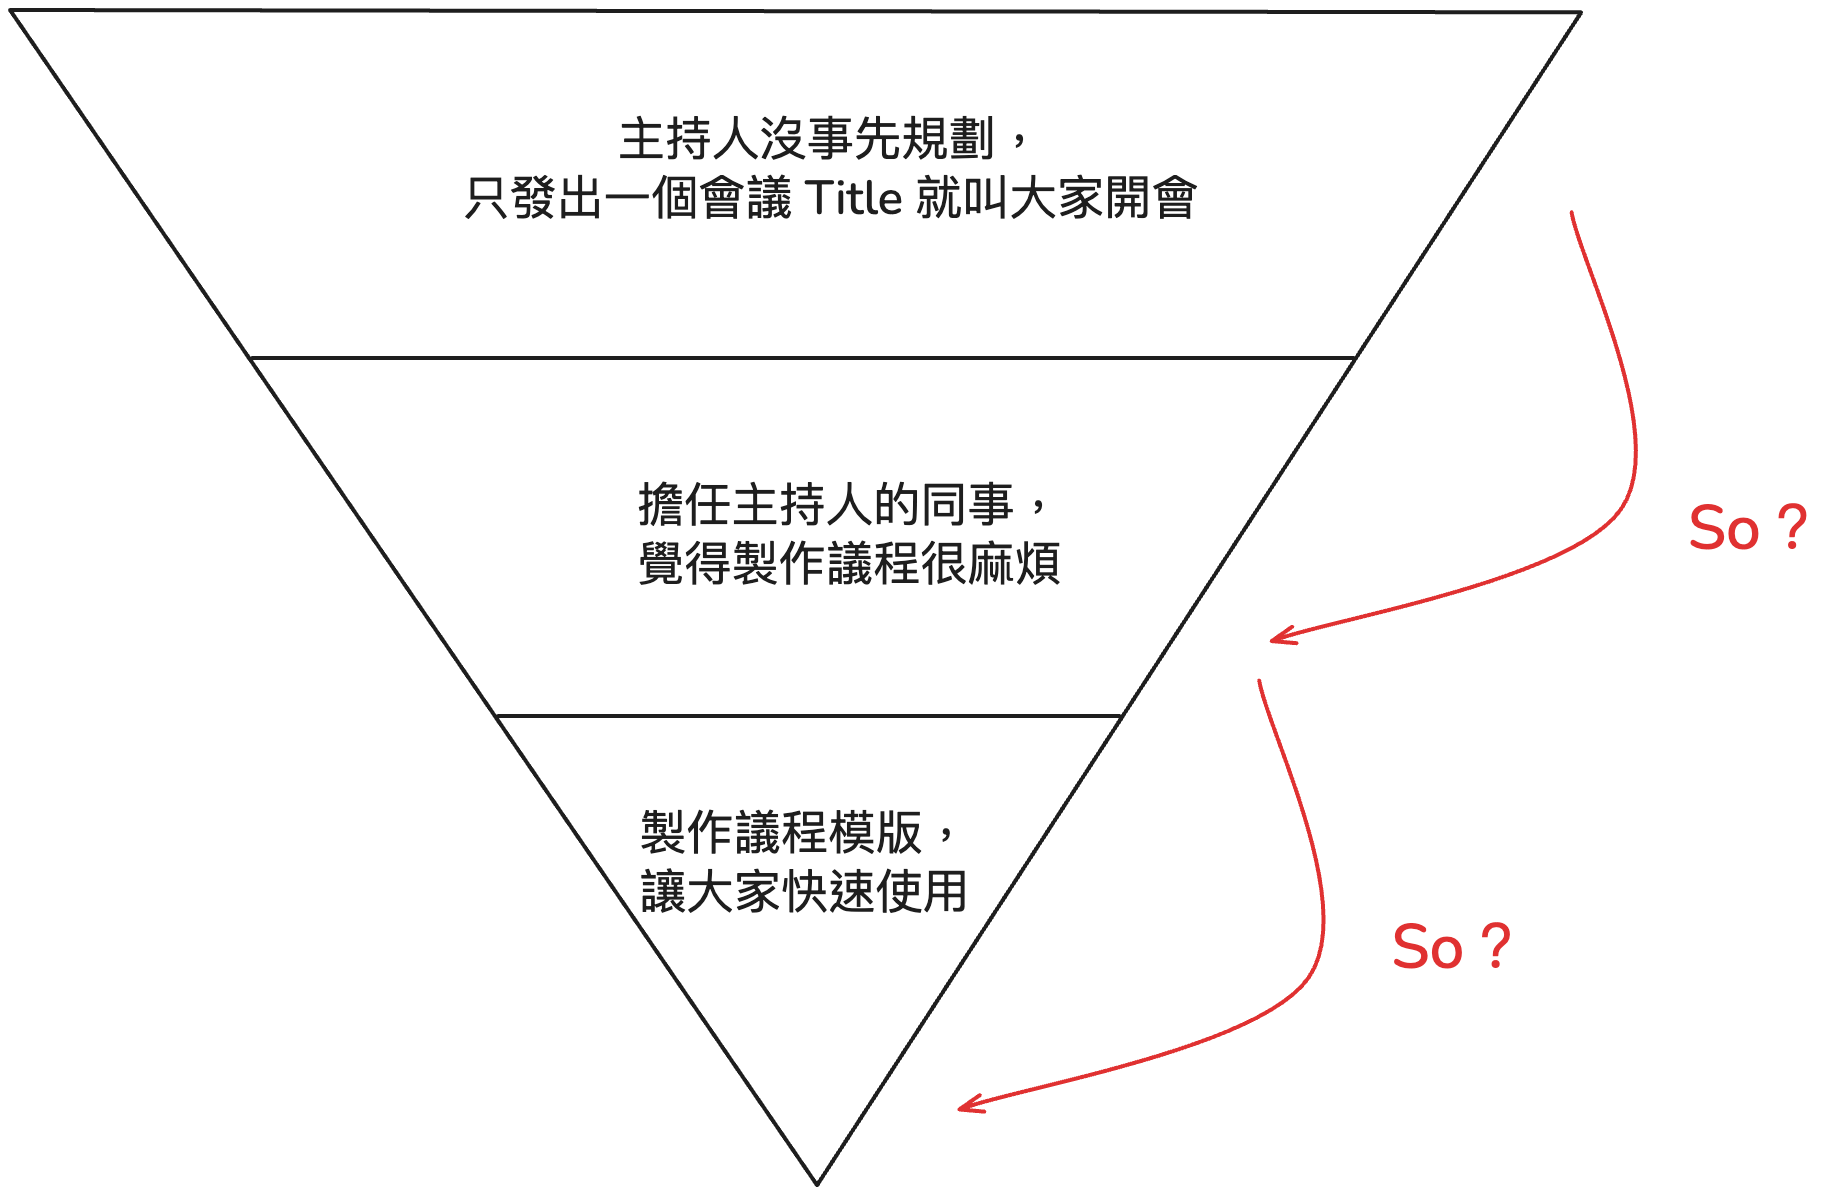 主持人沒事先規劃，
只發出一個會議 Title 就叫大家開會
擔任主持人的同事，
覺得製作議程很麻煩
So？
製作議程模版，
讓大家快速使用
So？